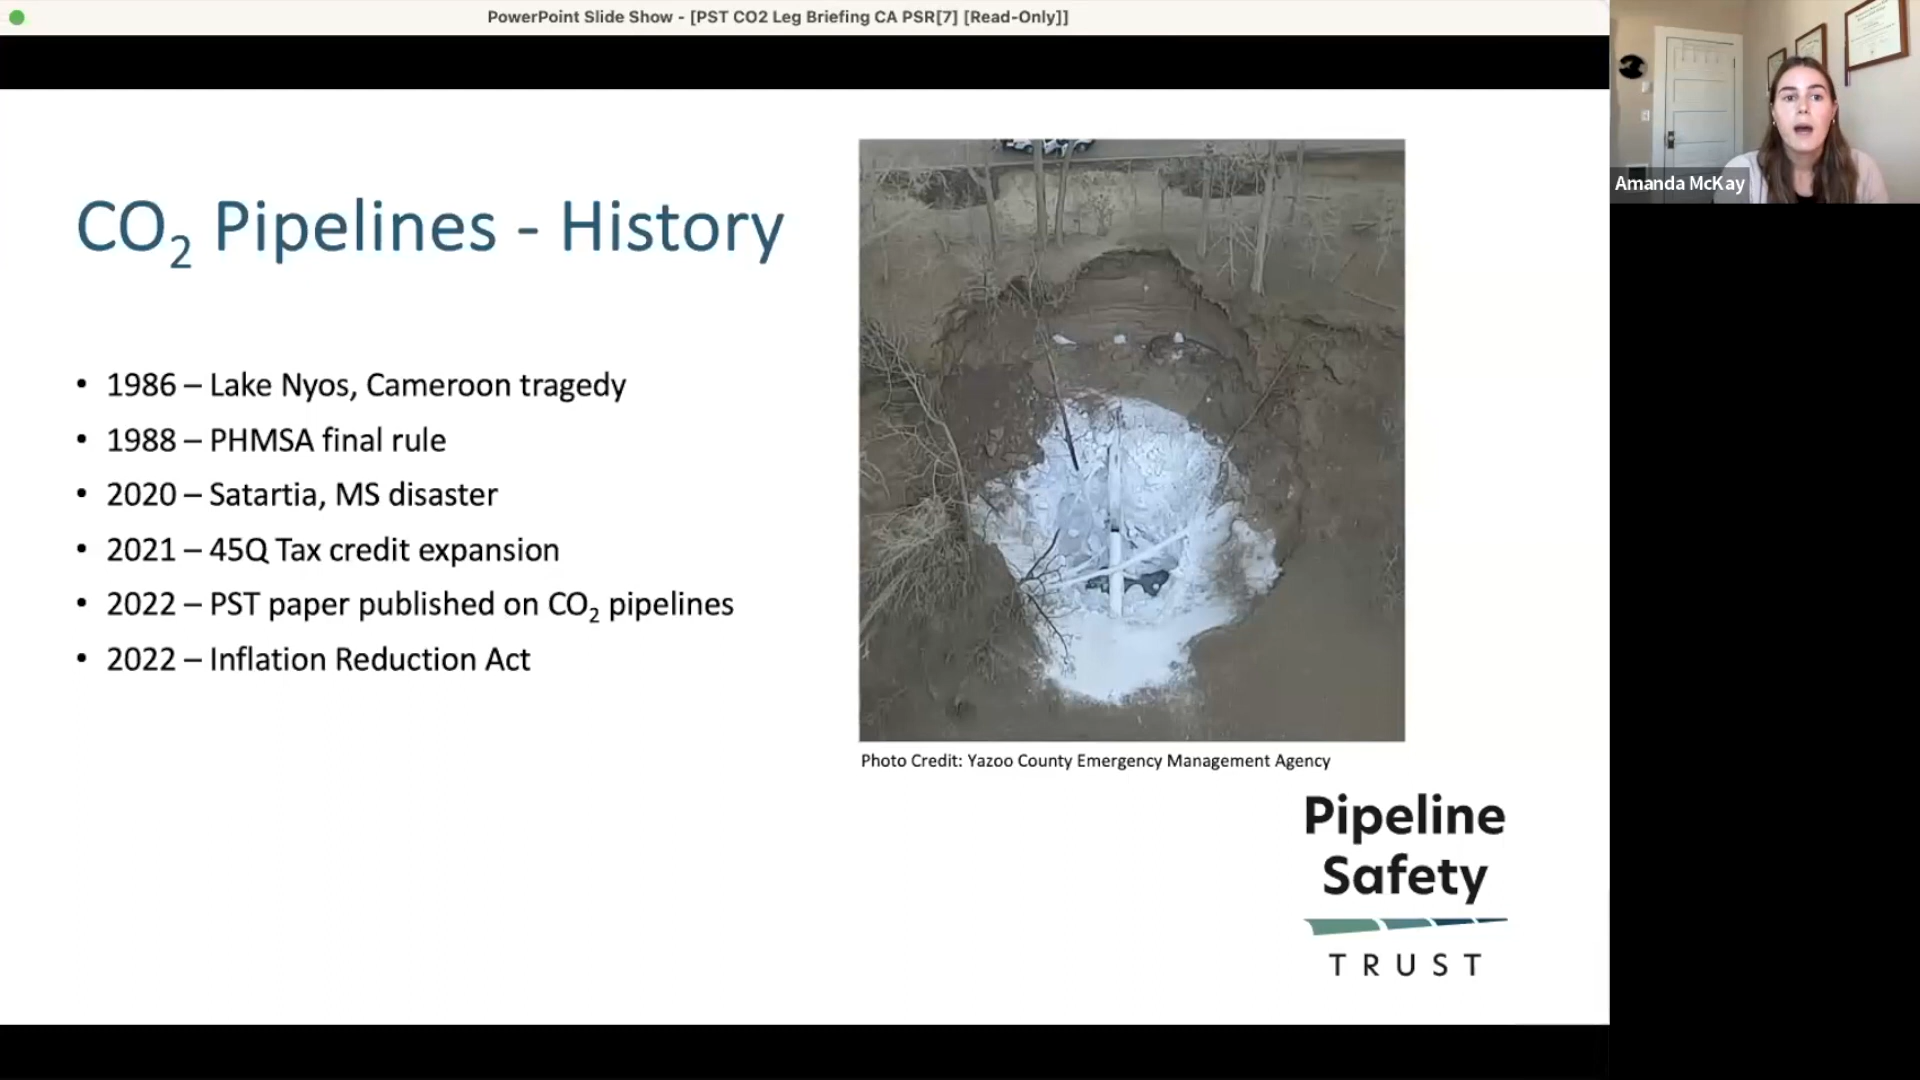 PowerPoint Slide Show - [PST CO2 Leg Briefing CA PSR[7] [Read-Only]]
Amanda McKay
CO₂ Pipelines - History
• 1986 – Lake Nyos, Cameroon tragedy
• 1988 – PHMSA final rule
• 2020 – Satartia, MS disaster
• 2021 – 45Q Tax credit expansion
• 2022 – PST paper published on CO₂ pipelines
• 2022 – Inflation Reduction Act
Photo Credit: Yazoo County Emergency Management Agency
Pipeline
Safety
TRUST